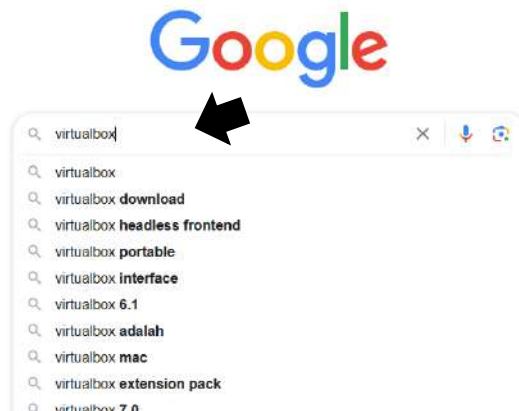 Google
virtualbox
virtualbox
virtualbox download
virtualbox headless frontend
virtualbox portable
virtualbox interface
virtualbox 6.1
virtualbox adalah
virtualbox mac
virtualbox extension pack
virtualbox 7.0